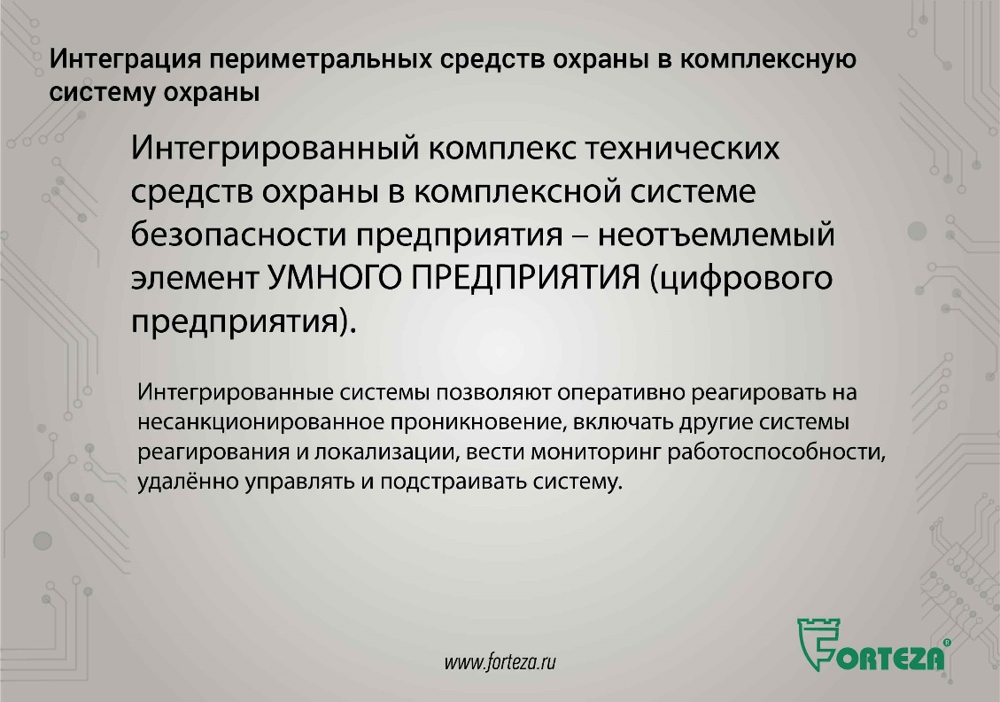 Интеграция периметральных средств охраны в комплексную
систему охраны
Интегрированный комплекс технических
средств охраны в комплексной системе
безопасности предприятия – неотъемлемый
элемент УМНОГО ПРЕДПРИЯТИЯ (цифрового
предприятия).
Интегрированные системы позволяют оперативно реагировать на
несанкционированное проникновение, включать другие системы
реагирования и локализации, вести мониторинг работоспособности,
удалённо управлять и подстраивать систему.
www.forteza.ru
FORTEZA®